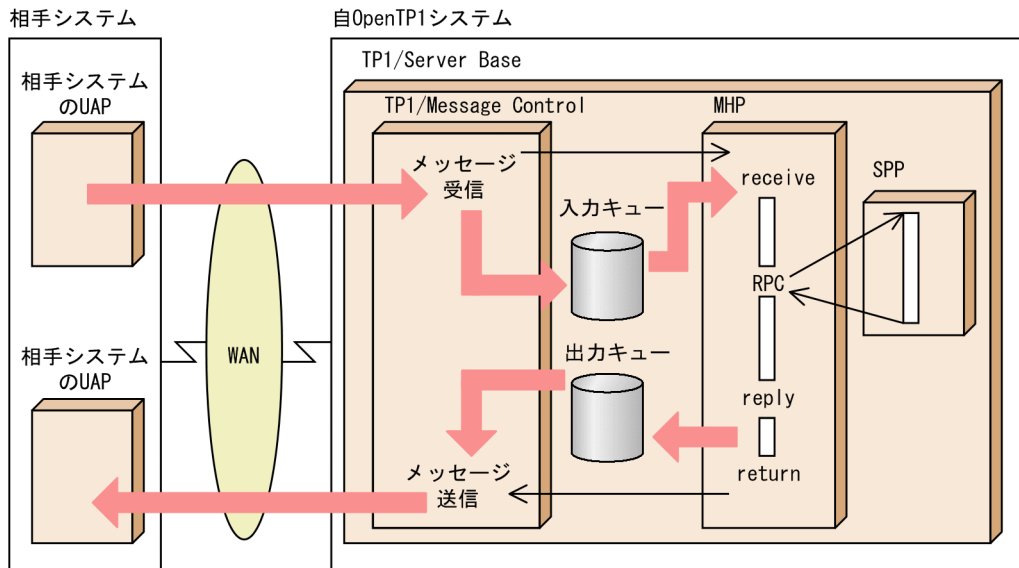 相手システム
自OpenTP1システム
相手システム
のUAP
TP1/Server Base
TP1/Message Control
MHP
メッセージ
受信
receive
SPP
入力キュー
RPC
WAN
相手システム
のUAP
出力キュー
reply
メッセージ
送信
return